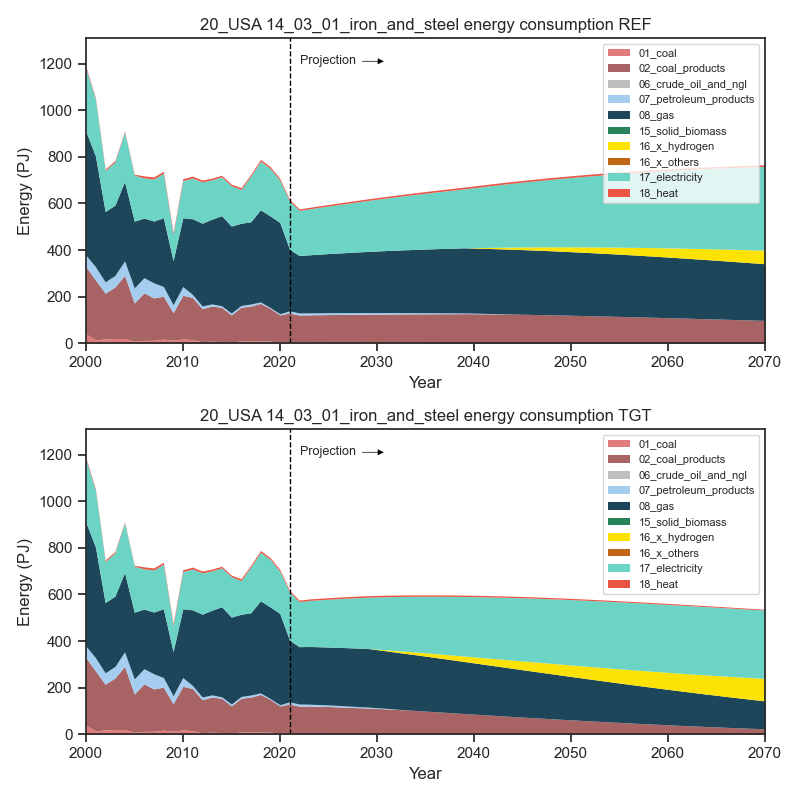 20_USA 14_03_01_iron_and_steel energy consumption REF
Energy (PJ)
1200
1000
800
600
400
200
0
Projection
01_coal
02_coal_products
06_crude_oil_and_ngl
07_petroleum_products
08_gas
15_solid_biomass
16_x_hydrogen
16_x_others
17_electricity
18_heat
2000 2010 2020 2030 2040 2050 2060 2070
Year
20_USA 14_03_01_iron_and_steel energy consumption TGT
Energy (PJ)
1200
1000
800
600
400
200
0
Projection
01_coal
02_coal_products
06_crude_oil_and_ngl
07_petroleum_products
08_gas
15_solid_biomass
16_x_hydrogen
16_x_others
17_electricity
18_heat
2000 2010 2020 2030 2040 2050 2060 2070
Year